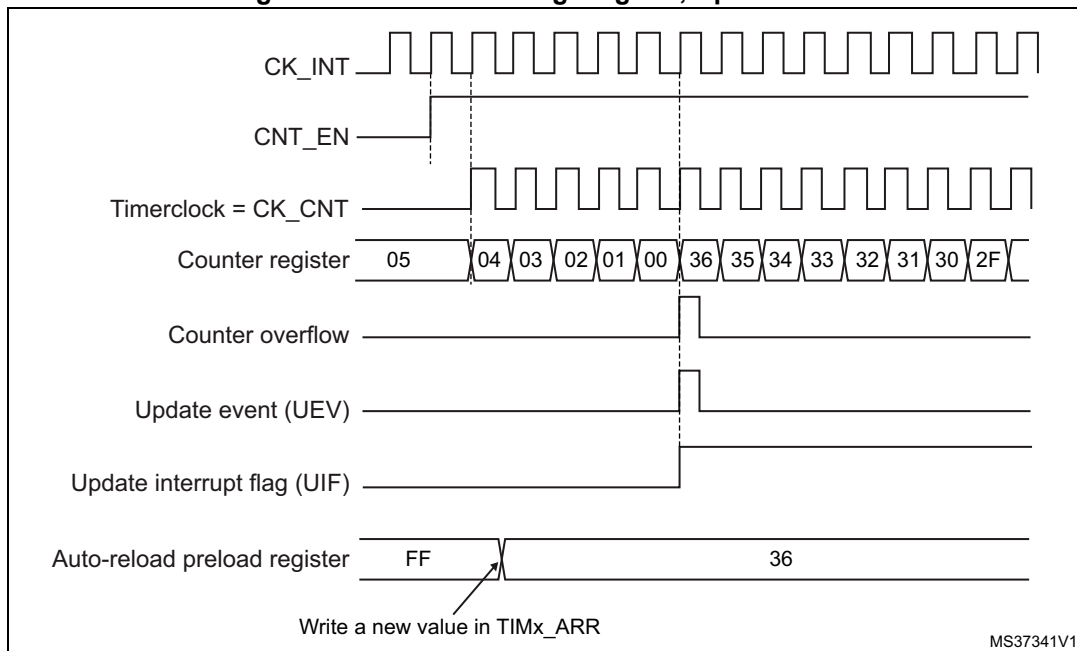 CK_INT
CNT_EN
Timerclock = CK_CNT
Counter register 05 04 03 02 01 00 36 35 34 33 32 31 30 2F
Counter overflow
Update event (UEV)
Update interrupt flag (UIF)
Auto-reload preload register FF 36
Write a new value in TIMx_ARR
MS37341V1